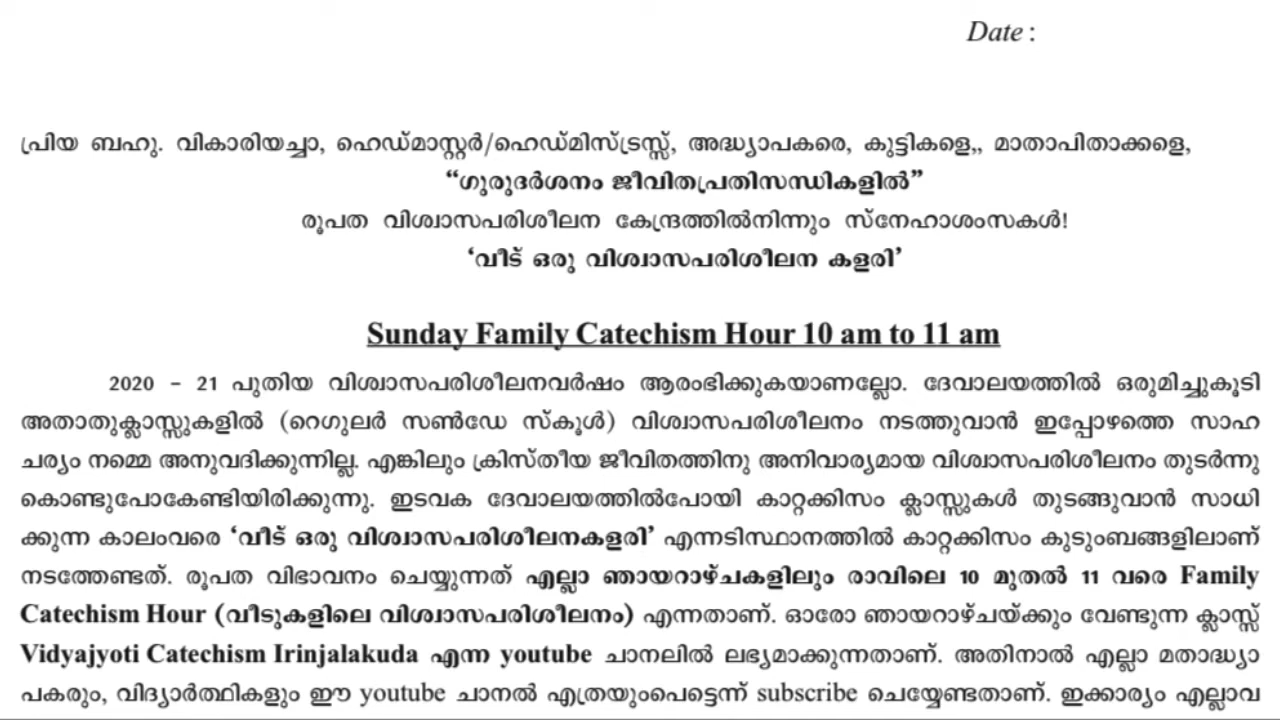 Date :
പ്രിയ ബഹു. വികാരിയച്ചാ, ഹെഡ്മാസ്റ്റർ/ഹെഡ്മിസ്ട്രസ്സ്, അദ്ധ്യാപകരെ, കുട്ടികളെ,, മാതാപിതാക്കളെ,
“ഗുരുദർശനം ജീവിതപ്രതിസന്ധികളിൽ”
രൂപത വിശ്വാസപരിശീലന കേന്ദ്രത്തിൽനിന്നും സ്നേഹാശംസകൾ!
‘വീട് ഒരു വിശ്വാസപരിശീലന കളരി’
Sunday Family Catechism Hour 10 am to 11 am
2020 – 21 പുതിയ വിശ്വാസപരിശീലനവർഷം ആരംഭിക്കുകയാണല്ലോ. ദേവാലയത്തിൽ ഒരുമിച്ചുകൂടി
അതാതുക്ലാസ്സുകളിൽ (റെഗുലർ സൺഡേ സ്കൂൾ) വിശ്വാസപരിശീലനം നടത്തുവാൻ ഇപ്പോഴത്തെ സാഹ
ചര്യം നമ്മെ അനുവദിക്കുന്നില്ല. എങ്കിലും ക്രിസ്തീയ ജീവിതത്തിനു അനിവാര്യമായ വിശ്വാസപരിശീലനം തുടർന്നു
കൊണ്ടുപോകേണ്ടിയിരിക്കുന്നു. ഇടവക ദേവാലയത്തിൽപോയി കാറ്റക്കിസം ക്ലാസ്സുകൾ തുടങ്ങുവാൻ സാധി
ക്കുന്ന കാലംവരെ ‘വീട് ഒരു വിശ്വാസപരിശീലനകളരി’ എന്നടിസ്ഥാനത്തിൽ കാറ്റക്കിസം കുടുംബങ്ങളിലാണ്
നടത്തേണ്ടത്. രൂപത വിഭാവനം ചെയ്യുന്നത് എല്ലാ ഞായറാഴ്ചകളിലും രാവിലെ 10 മുതൽ 11 വരെ Family
Catechism Hour (വീടുകളിലെ വിശ്വാസപരിശീലനം) എന്നതാണ്. ഓരോ ഞായറാഴ്ചയ്ക്കും വേണ്ടുന്ന ക്ലാസ്സ്
Vidyajyoti Catechism Irinjalakuda എന്ന youtube ചാനലിൽ ലഭ്യമാക്കുന്നതാണ്. അതിനാൽ എല്ലാ മതാദ്ധ്യാ
പകരും, വിദ്യാർത്ഥികളും ഈ youtube ചാനൽ എത്രയുംപെട്ടെന്ന് subscribe ചെയ്യേണ്ടതാണ്. ഇക്കാര്യം എല്ലാവ